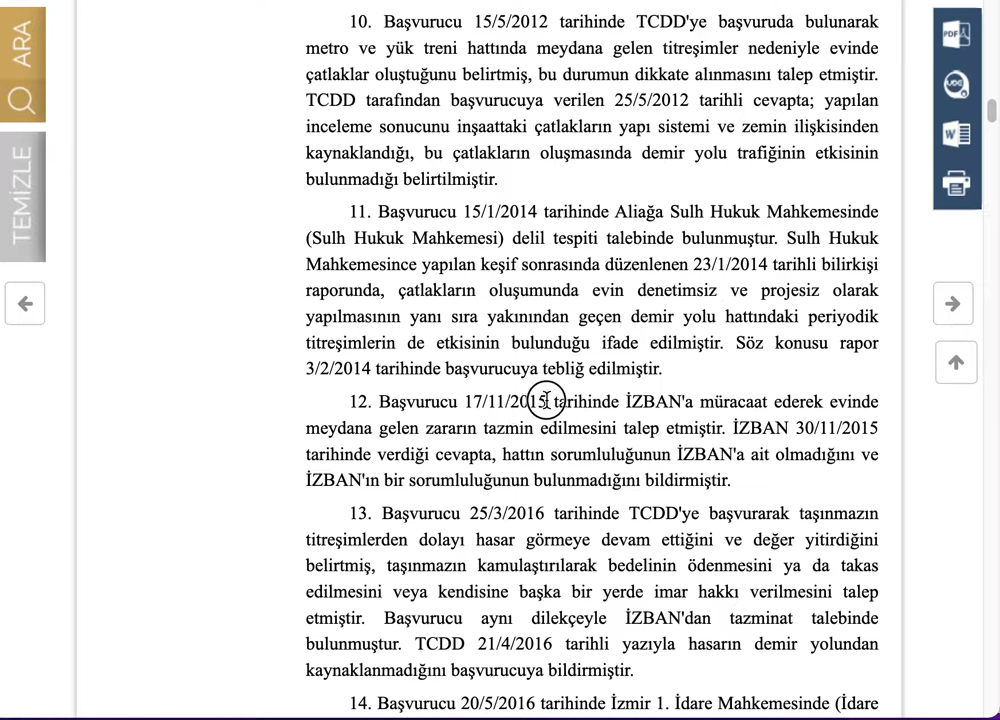 ARA
TEMİZLE
10. Başvurucu 15/5/2012 tarihinde TCDD'ye başvuruda bulunarak
metro ve yük treni hattında meydana gelen titreşimler nedeniyle evinde
çatlaklar oluştuğunu belirtmiş, bu durumun dikkate alınmasını talep etmiştir.
TCDD tarafından başvurucuya verilen 25/5/2012 tarihli cevapta; yapılan
inceleme sonucunu inşaattaki çatlakların yapı sistemi ve zemin ilişkisinden
kaynaklandığı, bu çatlakların oluşmasında demir yolu trafiğinin etkisinin
bulunmadığı belirtilmiştir.
11. Başvurucu 15/1/2014 tarihinde Aliağa Sulh Hukuk Mahkemesinde
(Sulh Hukuk Mahkemesi) delil tespiti talebinde bulunmuştur. Sulh Hukuk
Mahkemesince yapılan keşif sonrasında düzenlenen 23/1/2014 tarihli bilirkişi
raporunda, çatlakların oluşumunda evin denetimsiz ve projesiz olarak
yapılmasının yanı sıra yakınından geçen demir yolu hattındaki periyodik
titreşimlerin de etkisinin bulunduğu ifade edilmiştir. Söz konusu rapor
3/2/2014 tarihinde başvurucuya tebliğ edilmiştir.
12. Başvurucu 17/11/2015 tarihinde İZBAN'a müracaat ederek evinde
meydana gelen zararın tazmin edilmesini talep etmiştir. İZBAN 30/11/2015
tarihinde verdiği cevapta, hattın sorumluluğunun İZBAN'a ait olmadığını ve
İZBAN'ın bir sorumluluğunun bulunmadığını bildirmiştir.
13. Başvurucu 25/3/2016 tarihinde TCDD'ye başvurarak taşınmazın
titreşimlerden dolayı hasar görmeye devam ettiğini ve değer yitirdiğini
belirtmiş, taşınmazın kamulaştırılarak bedelinin ödenmesini ya da takas
edilmesini veya kendisine başka bir yerde imar hakkı verilmesini talep
etmiştir. Başvurucu aynı dilekçeyle İZBAN'dan tazminat talebinde
bulunmuştur. TCDD 21/4/2016 tarihli yazıyla hasarın demir yolundan
kaynaklanmadığını başvurucuya bildirmiştir.
14. Başvurucu 20/5/2016 tarihinde İzmir 1. İdare Mahkemesinde (İdare
PDF
W